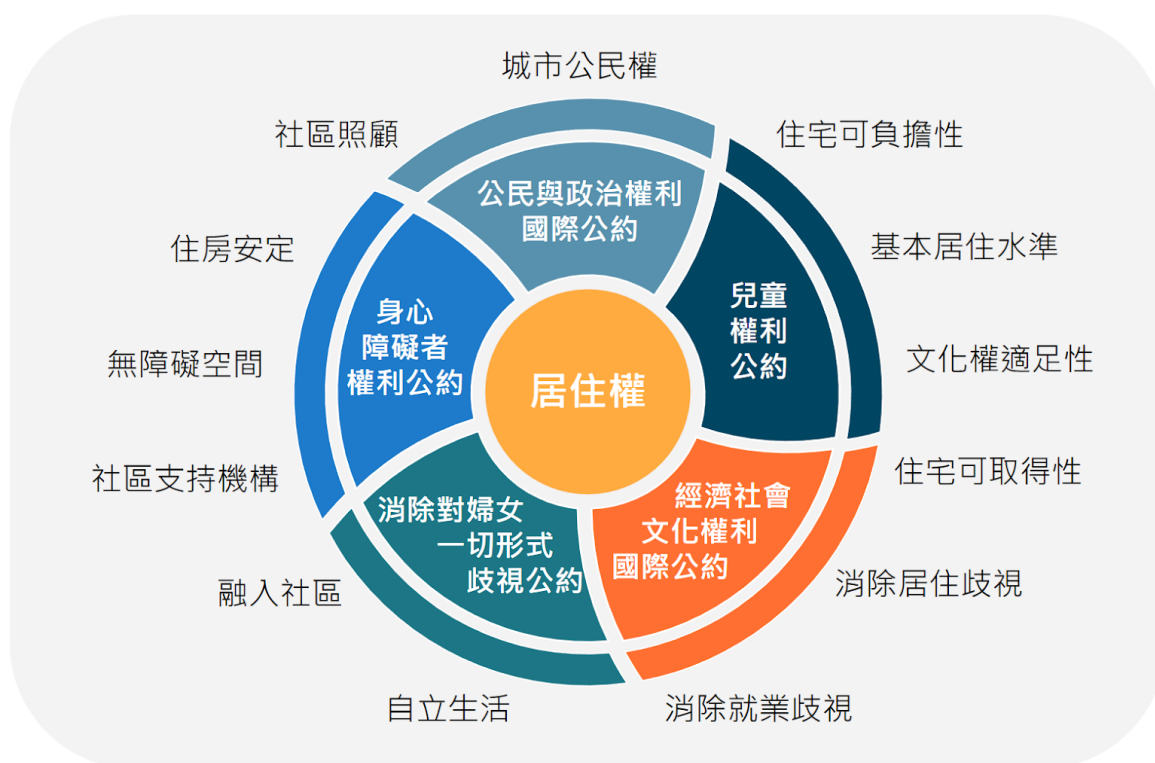 城市公民權
社區照顧
住宅可負擔性
公民與政治權利
國際公約
住房安定
基本居住水準
身心
障礙者
權利公約
兒童
權利
公約
無障礙空間
文化權適足性
居住權
社區支持機構
住宅可取得性
消除對婦女
一切形式
歧視公約
經濟社會
文化權利
國際公約
融入社區
消除居住歧視
自立生活
消除就業歧視